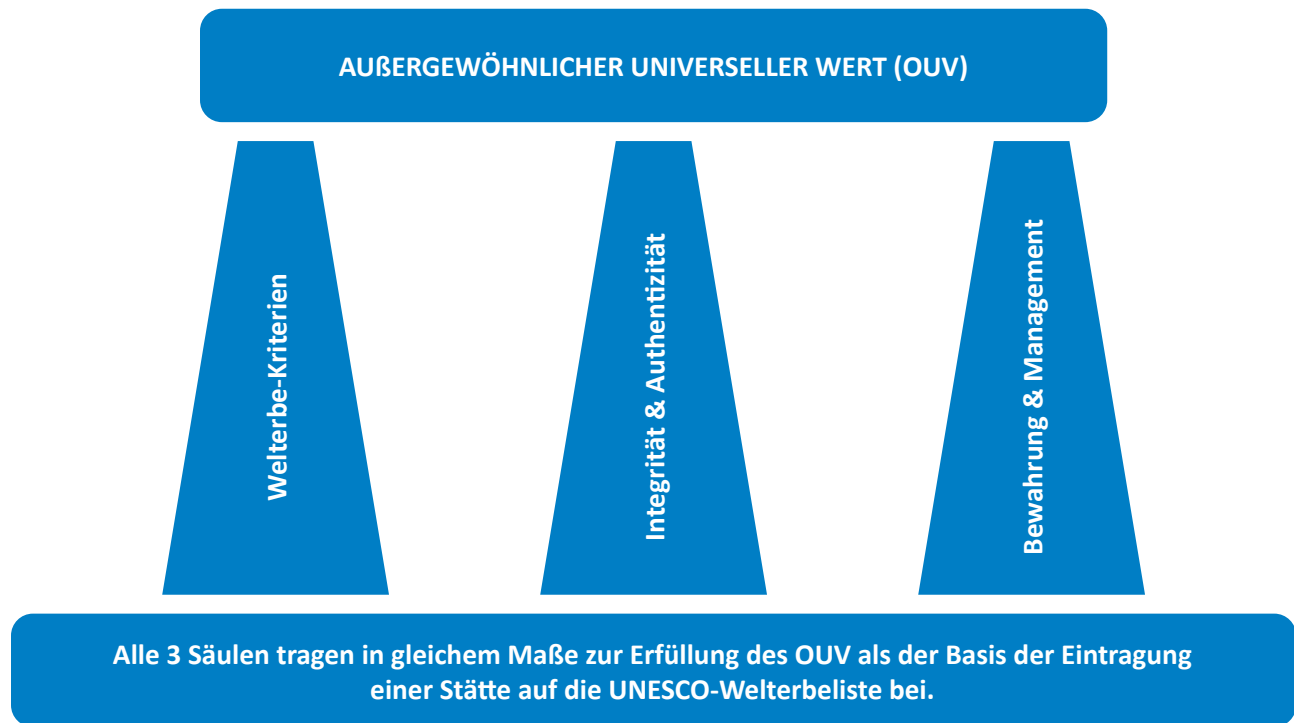 AUßERGEWÖHNLICHER UNIVERSELLER WERT (OUV)
Welterbe-Kriterien
Integrität & Authentizität
Bewahrung & Management
Alle 3 Säulen tragen in gleichem Maße zur Erfüllung des OUV als der Basis der Eintragung
einer Stätte auf die UNESCO-Welterbeliste bei.